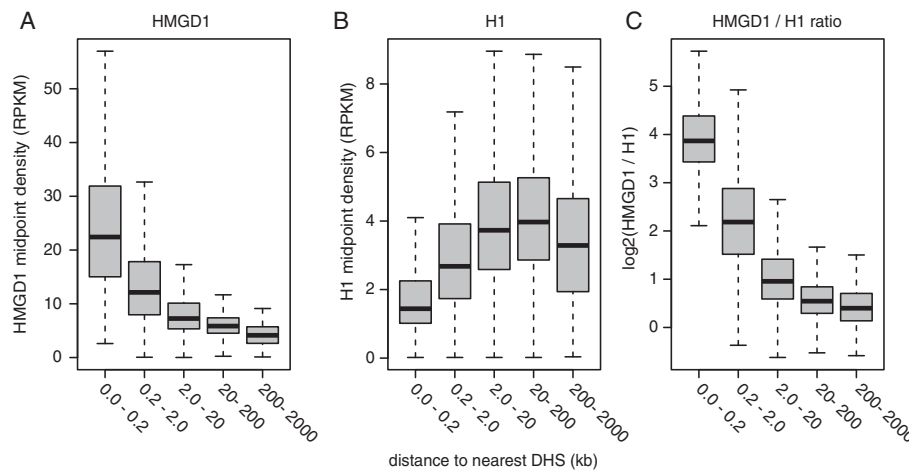 A
HMGD1
HMGD1 midpoint density (RPKM)
50
40
30
20
10
0
0.0 - 0.2
0.2 - 2.0
2.0 - 20
20- 200
200- 2000
B
H1
H1 midpoint density (RPKM)
8
6
4
2
0
0.0 - 0.2
0.2 - 2.0
2.0 - 20
20- 200
200- 2000
C
HMGD1 / H1 ratio
log2(HMGD1 / H1)
5
4
3
2
1
0
0.0 - 0.2
0.2 - 2.0
2.0 - 20
20- 200
200- 2000
distance to nearest DHS (kb)